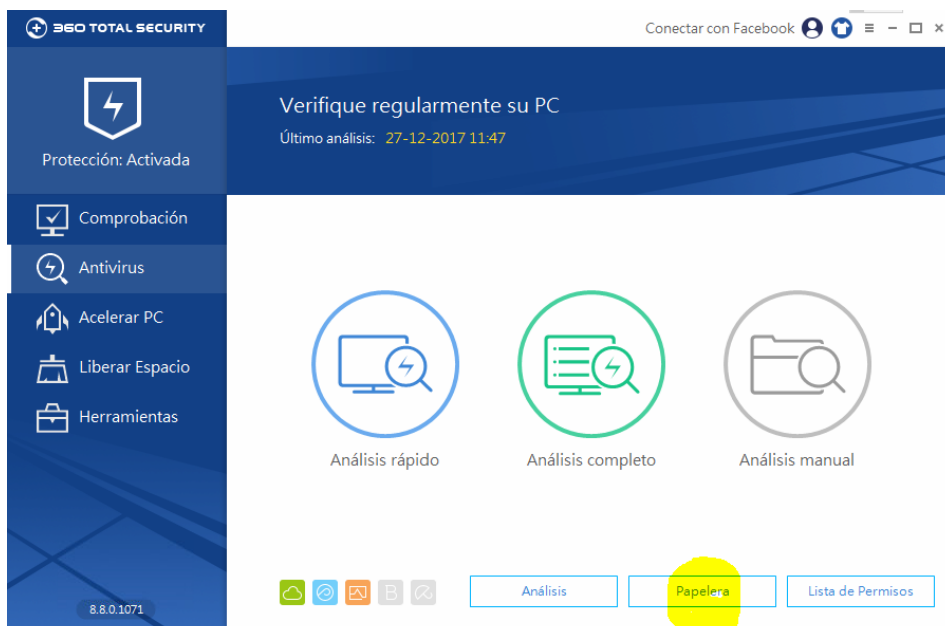 360 TOTAL SECURITY
Conectar con Facebook
Protección: Activada
Verifique regularmente su PC
Último análisis: 27-12-2017 11:47
Comprobación
Antivirus
Acelerar PC
Liberar Espacio
Herramientas
Análisis rápido
Análisis completo
Análisis manual
B
Análisis
Papelera
Lista de Permisos
8.8.0.1071